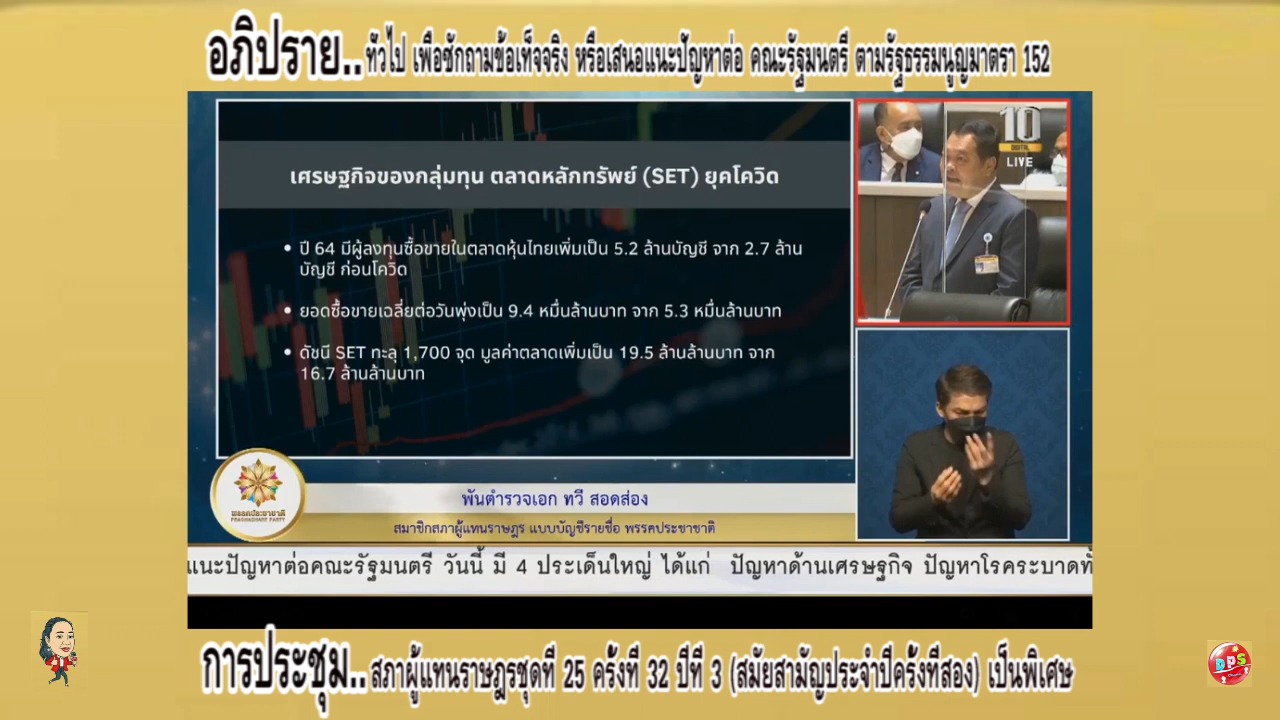 อภิปราย.. ทั่วไป เพื่อซักถามข้อเท็จจริง หรือเสนอแนะปัญหาต่อ คณะรัฐมนตรี ตามรัฐธรรมนูญมาตรา 152
เศรษฐกิจของกลุ่มทุน ตลาดหลักทรัพย์ (SET) ยุคโควิด
• ปี 64 มีผู้ลงทุนซื้อขายในตลาดหุ้นไทยเพิ่มเป็น 5.2 ล้านบัญชี จาก 2.7 ล้าน
บัญชี ก่อนโควิด
• ยอดซื้อขายเฉลี่ยต่อวันพุ่งเป็น 9.4 หมื่นล้านบาท จาก 5.3 หมื่นล้านบาท
• ดัชนี SET ทะลุ 1,700 จุด มูลค่าตลาดเพิ่มเป็น 19.5 ล้านล้านบาท จาก
16.7 ล้านล้านบาท
10
DIGITAL
LIVE
พรรคประชาชาติ
PRACHACHART PARTY
พันตำรวจเอก ทวี สอดส่อง
สมาชิกสภาผู้แทนราษฎร แบบบัญชีรายชื่อ พรรคประชาชาติ
แนะปัญหาต่อคณะรัฐมนตรี วันนี้ มี 4 ประเด็นใหญ่ ได้แก่ ปัญหาด้านเศรษฐกิจ ปัญหาโรคระบาดทั้
การประชุม.. สภาผู้แทนราษฎรชุดที่ 25 ครั้งที่ 32 ปีที่ 3 (สมัยสามัญประจำปีครั้งที่สอง) เป็นพิเศษ
DPS